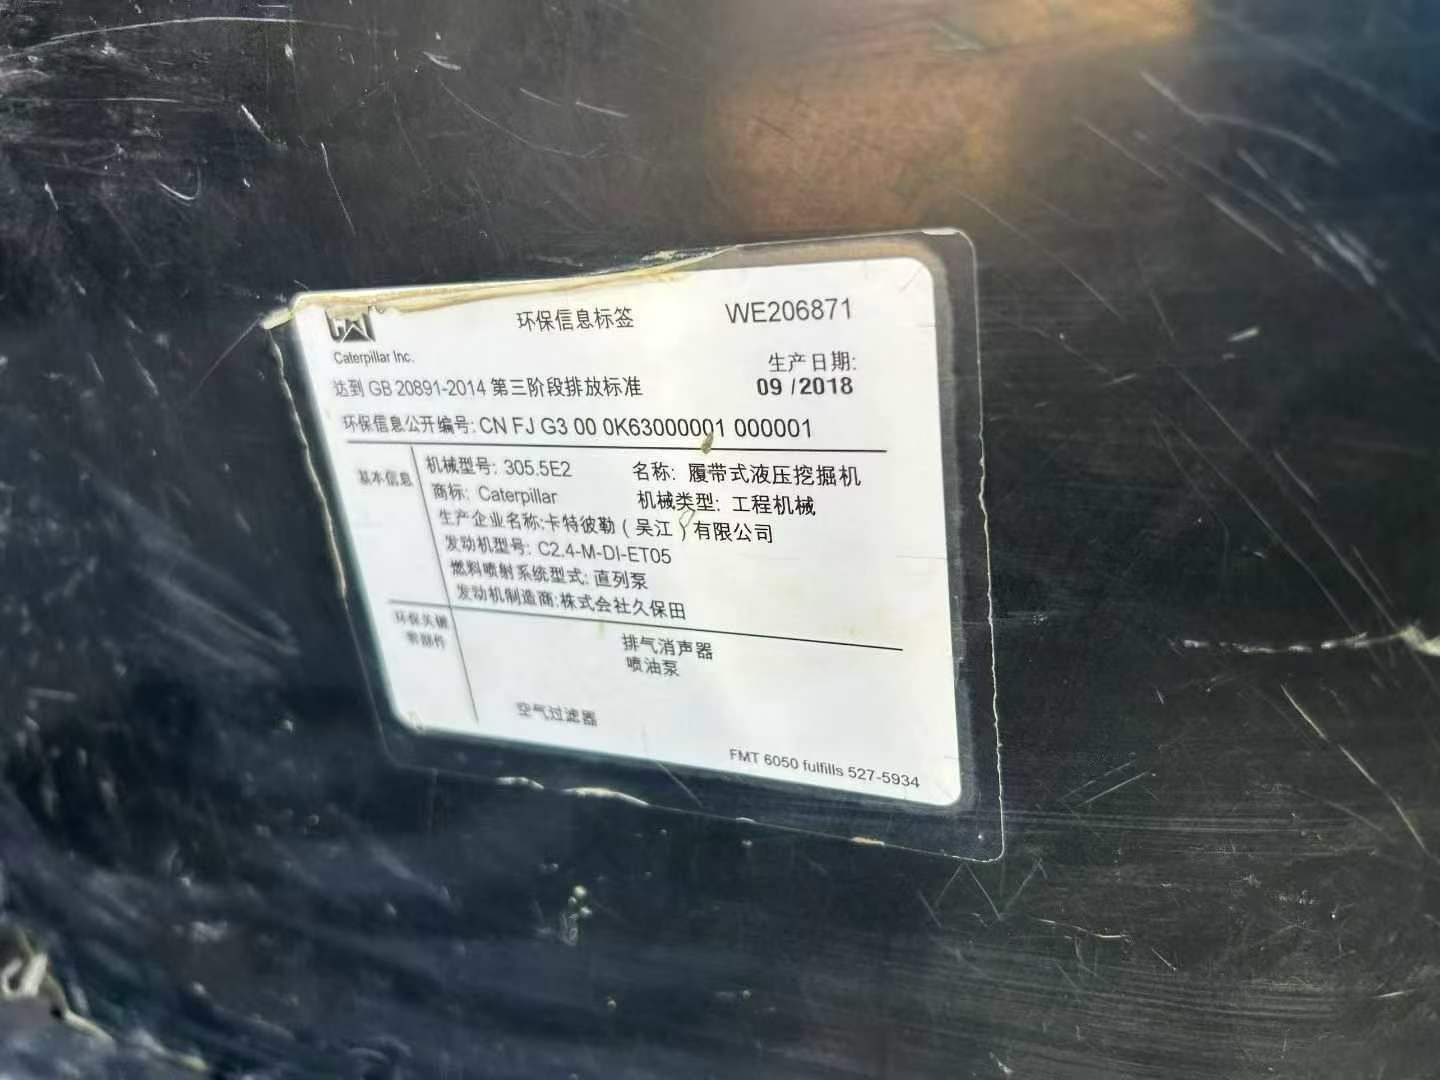 环保信息标签
WE206871
Caterpillar Inc.
生产日期:
09 /2018
达到 GB 20891-2014 第三阶段排放标准
环保信息公开编号: CN FJ G3 00 0K63000001 000001
基本信息
机械型号: 305.5E2
名称: 履带式液压挖掘机
商标: Caterpillar
机械类型: 工程机械
生产企业名称:卡特彼勒（吴江）有限公司
发动机型号: C2.4-M-DI-ET05
燃料喷射系统型式: 直列泵
发动机制造商:株式会社久保田
环保关键
零部件
排气消声器
喷油泵
空气过滤器
FMT 6050 fulfills 527-5934